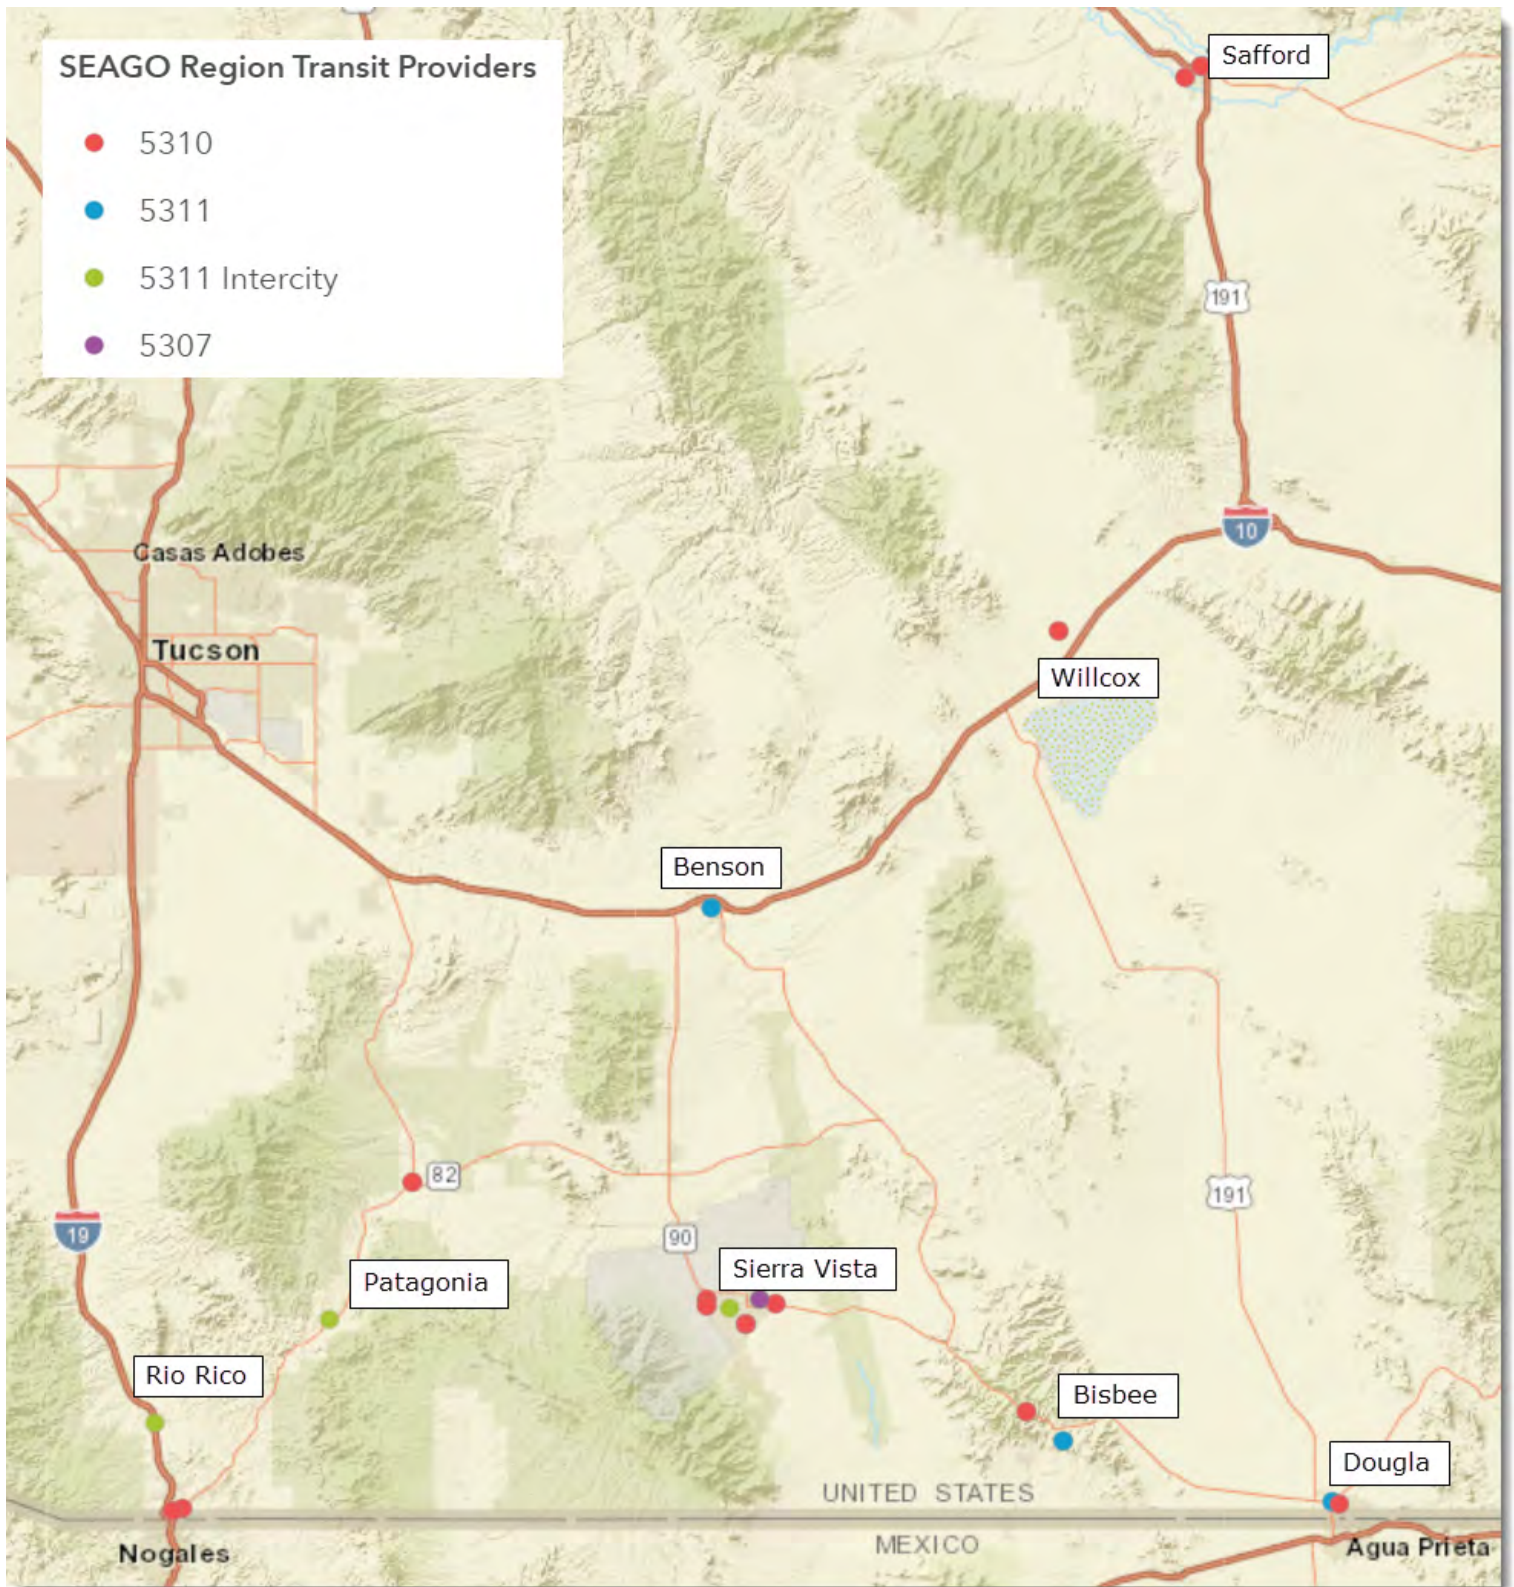 SEAGO Region Transit Providers
5310
5311
5311 Intercity
5307
Safford
191
10
Casas Adobes
Tucson
Willcox
Benson
82
191
19
90
Sierra Vista
Patagonia
Rio Rico
Bisbee
Dougla
UNITED STATES
MEXICO
Nogales
Agua Prieta